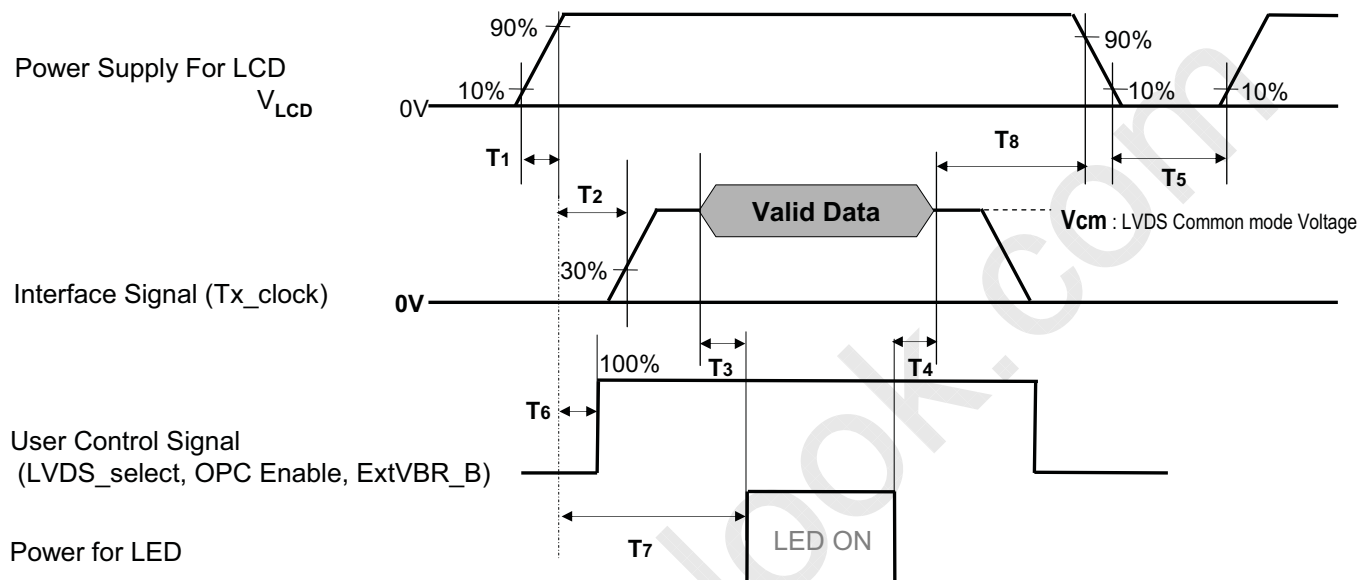 90%
90%
Power Supply For LCD
VLCD
10%
10%
10%
0V
T1
T8
T5
T2
Valid Data
Vcm : LVDS Common mode Voltage
30%
Interface Signal (Tx_clock)
0V
T3
T4
100%
T6
User Control Signal
(LVDS_select, OPC Enable, ExtVBR_B)
T7
LED ON
Power for LED
look.com